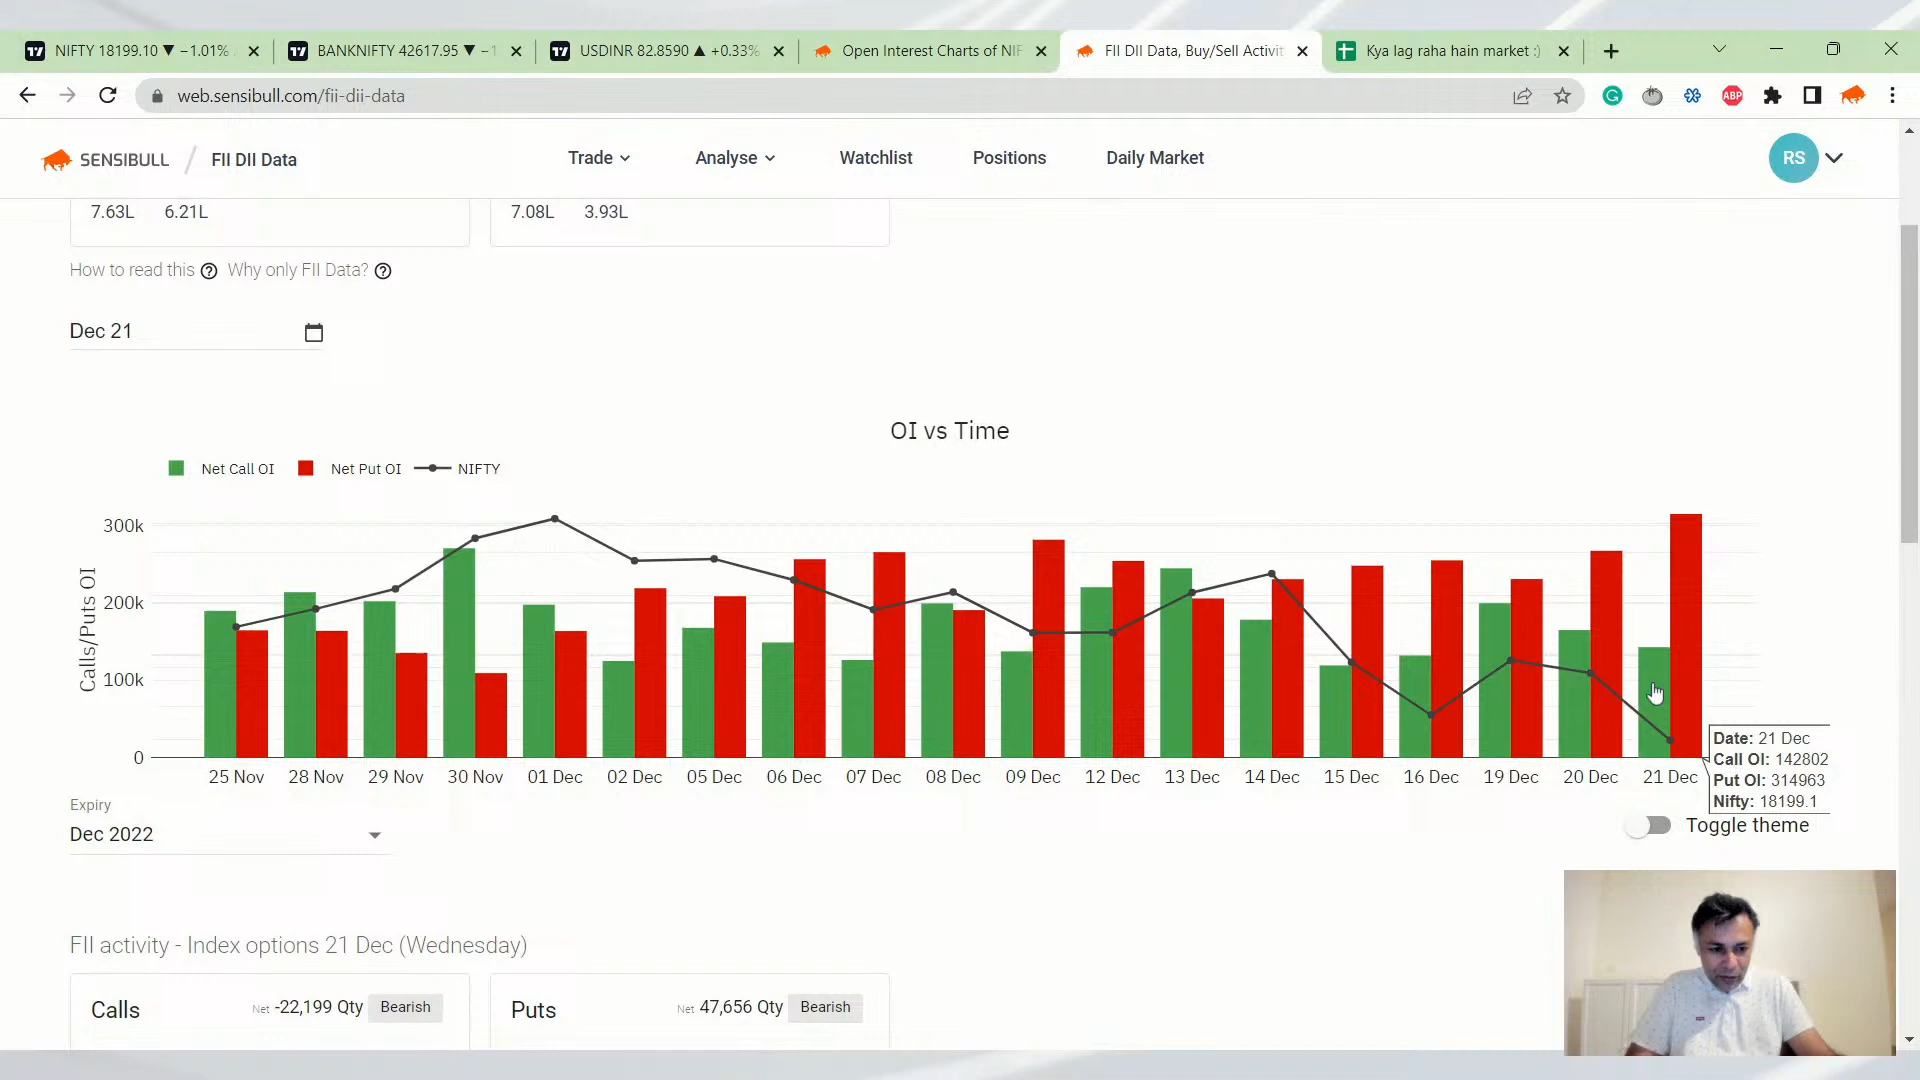 NIFTY 18199.10 ▼ −1.01%
BANKNIFTY 42617.95 ▼ −1
USDINR 82.8590 ▲ +0.33%
Open Interest Charts of NIF
FII DII Data, Buy/Sell Activit
Kya lag raha hain market :)
web.sensibull.com/fii-dii-data
ABP
SENSIBULL / FII DII Data
Trade
Analyse
Watchlist
Positions
Daily Market
RS
7.63L 6.21L
7.08L 3.93L
How to read this ? Why only FII Data? ?
Dec 21
OI vs Time
Net Call OI Net Put OI NIFTY
Calls/Puts OI
300k
200k
100k
0
25 Nov 28 Nov 29 Nov 30 Nov 01 Dec 02 Dec 05 Dec 06 Dec 07 Dec 08 Dec 09 Dec 12 Dec 13 Dec 14 Dec 15 Dec 16 Dec 19 Dec 20 Dec 21 Dec
Date: 21 Dec
Call OI: 142802
Put OI: 314963
Nifty: 18199.1
Expiry
Dec 2022
Toggle theme
FII activity - Index options 21 Dec (Wednesday)
Calls Net -22,199 Qty Bearish
Puts Net 47,656 Qty Bearish